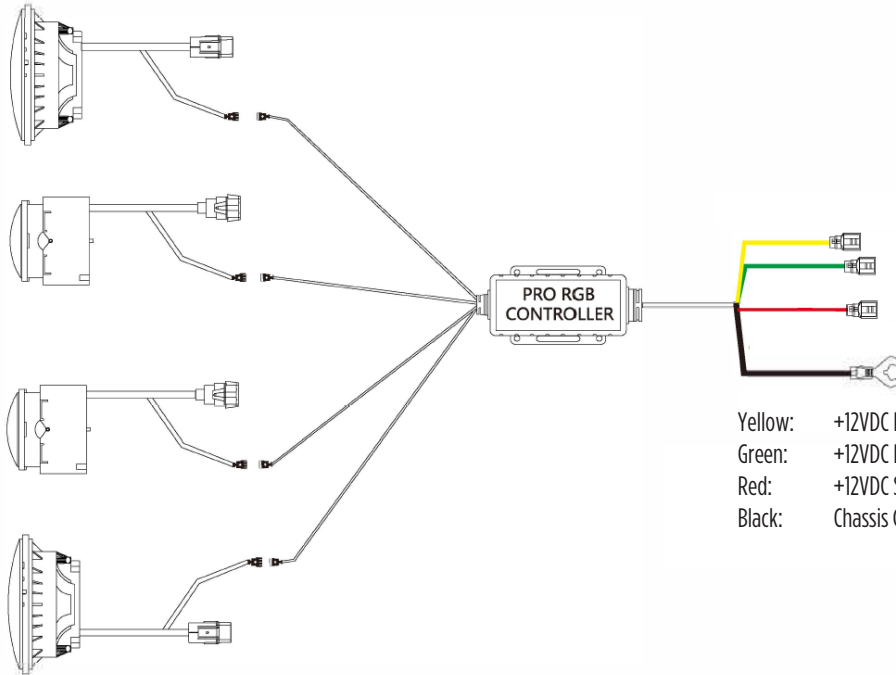 PRO RGB
CONTROLLER
Yellow: +12VDC
Green: +12VDC
Red: +12VDC
Black: Chassis